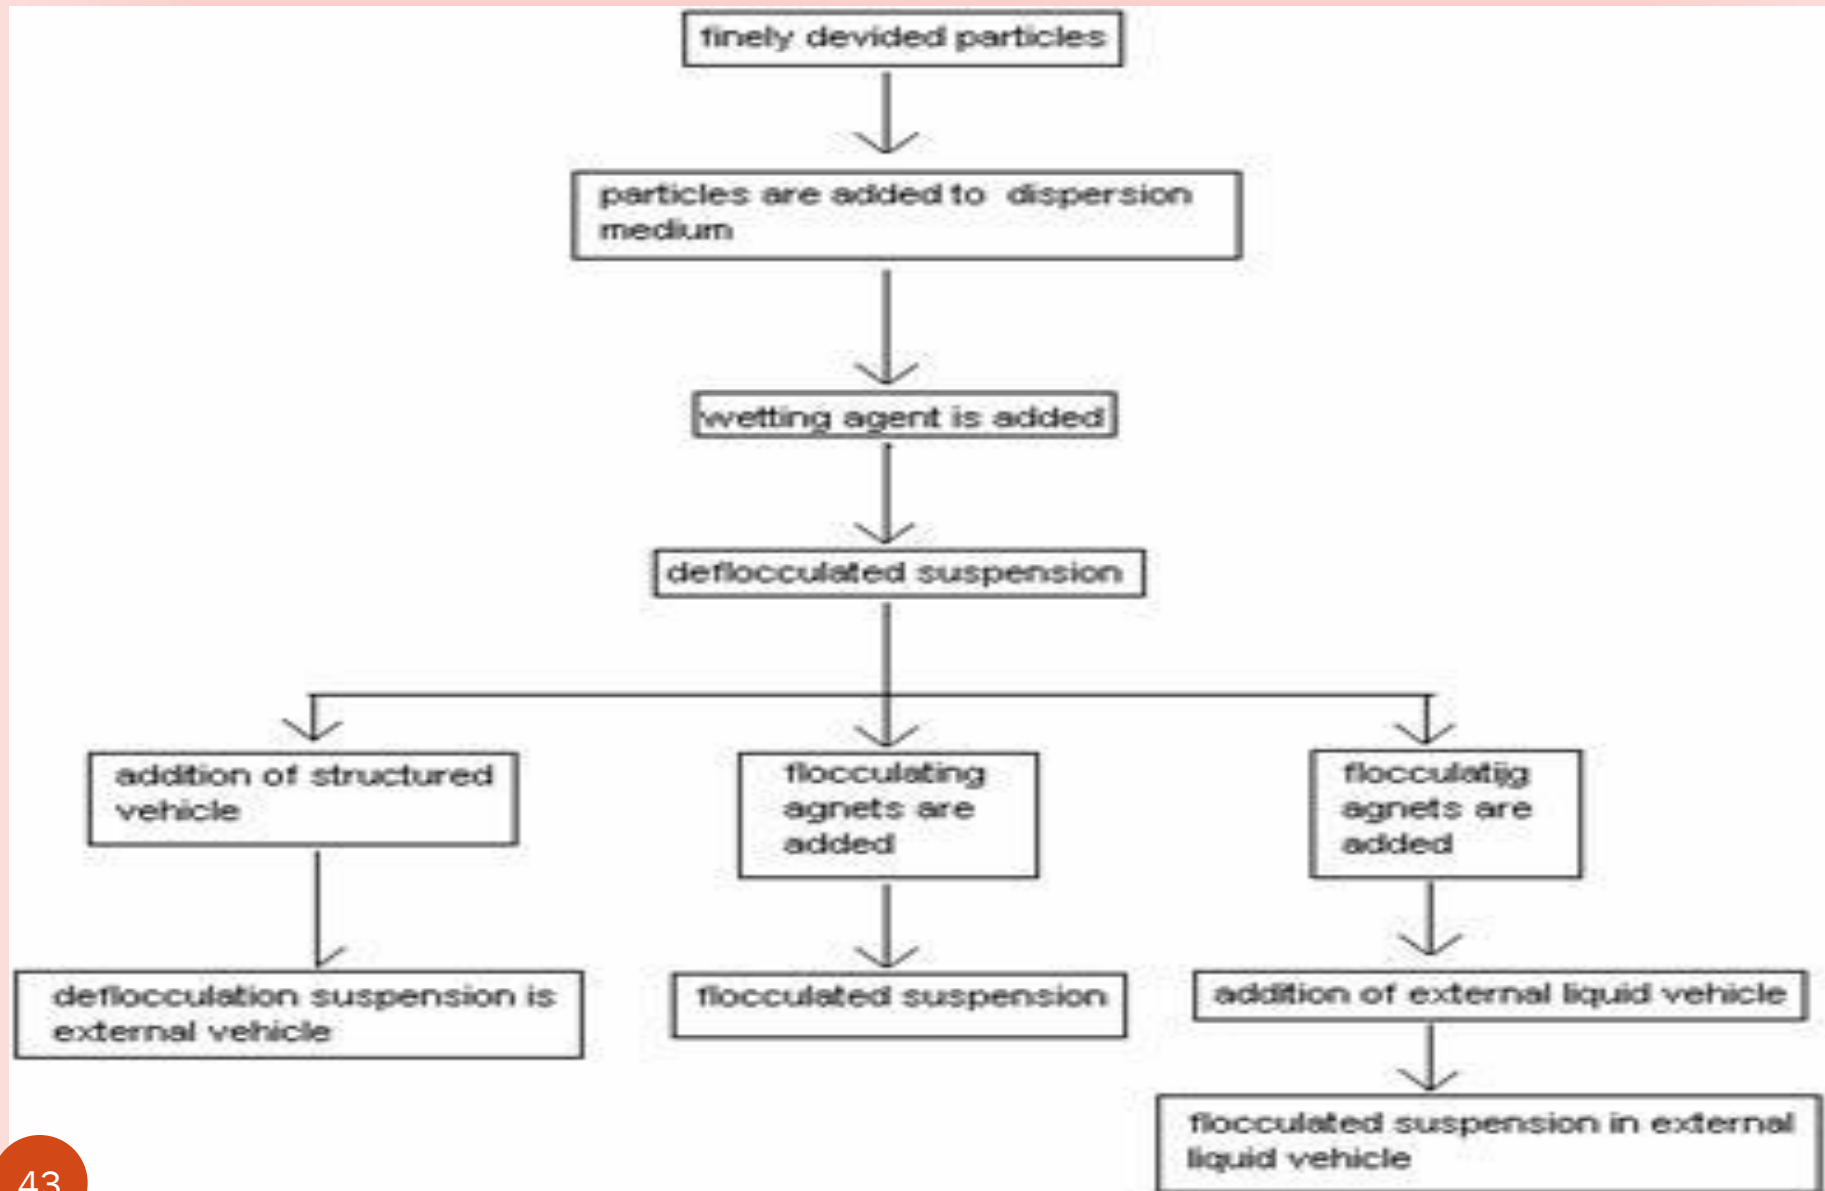 finely devided particles
particles are added to dispersion
medium
wetting agent is added
deflocculated suspension
addition of structured
vehicle
flocculating
agnets are
added
flocculatijg
agnets are
added
deflocculation suspension is
external vehicle
flocculated suspension
addition of external liquid vehicle
flocculated suspension in external
liquid vehicle
43